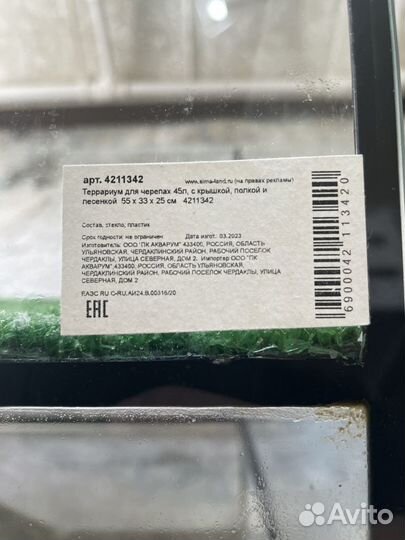 арт. 4211342
www.sima-land.ru (на правах рекламы)
Террариум для черепах 45л, с крышкой, полкой и
лесенкой 55 х 33 х 25 см 4211342
Состав: стекло, пластик
Срок годности: не ограничен Дата изгот.: 03.2023
Изготовитель: ООО "ПК АКВАРУМ" 433400, РОССИЯ, ОБЛАСТЬ
УЛЬЯНОВСКАЯ, ЧЕРДАКЛИНСКИЙ РАЙОН, РАБОЧИЙ ПОСЕЛОК
ЧЕРДАКЛЫ, УЛИЦА СЕВЕРНАЯ, ДОМ 2. Импортер ООО "ПК
АКВАРУМ",433400, РОССИЯ, ОБЛАСТЬ УЛЬЯНОВСКАЯ,
ЧЕРДАКЛИНСКИЙ РАЙОН, РАБОЧИЙ ПОСЕЛОК ЧЕРДАКЛЫ, УЛИЦА
СЕВЕРНАЯ, ДОМ 2
ЕАЭС RU C-RU.АИ24.В.00316/20
EAC
6900042113420
Avito